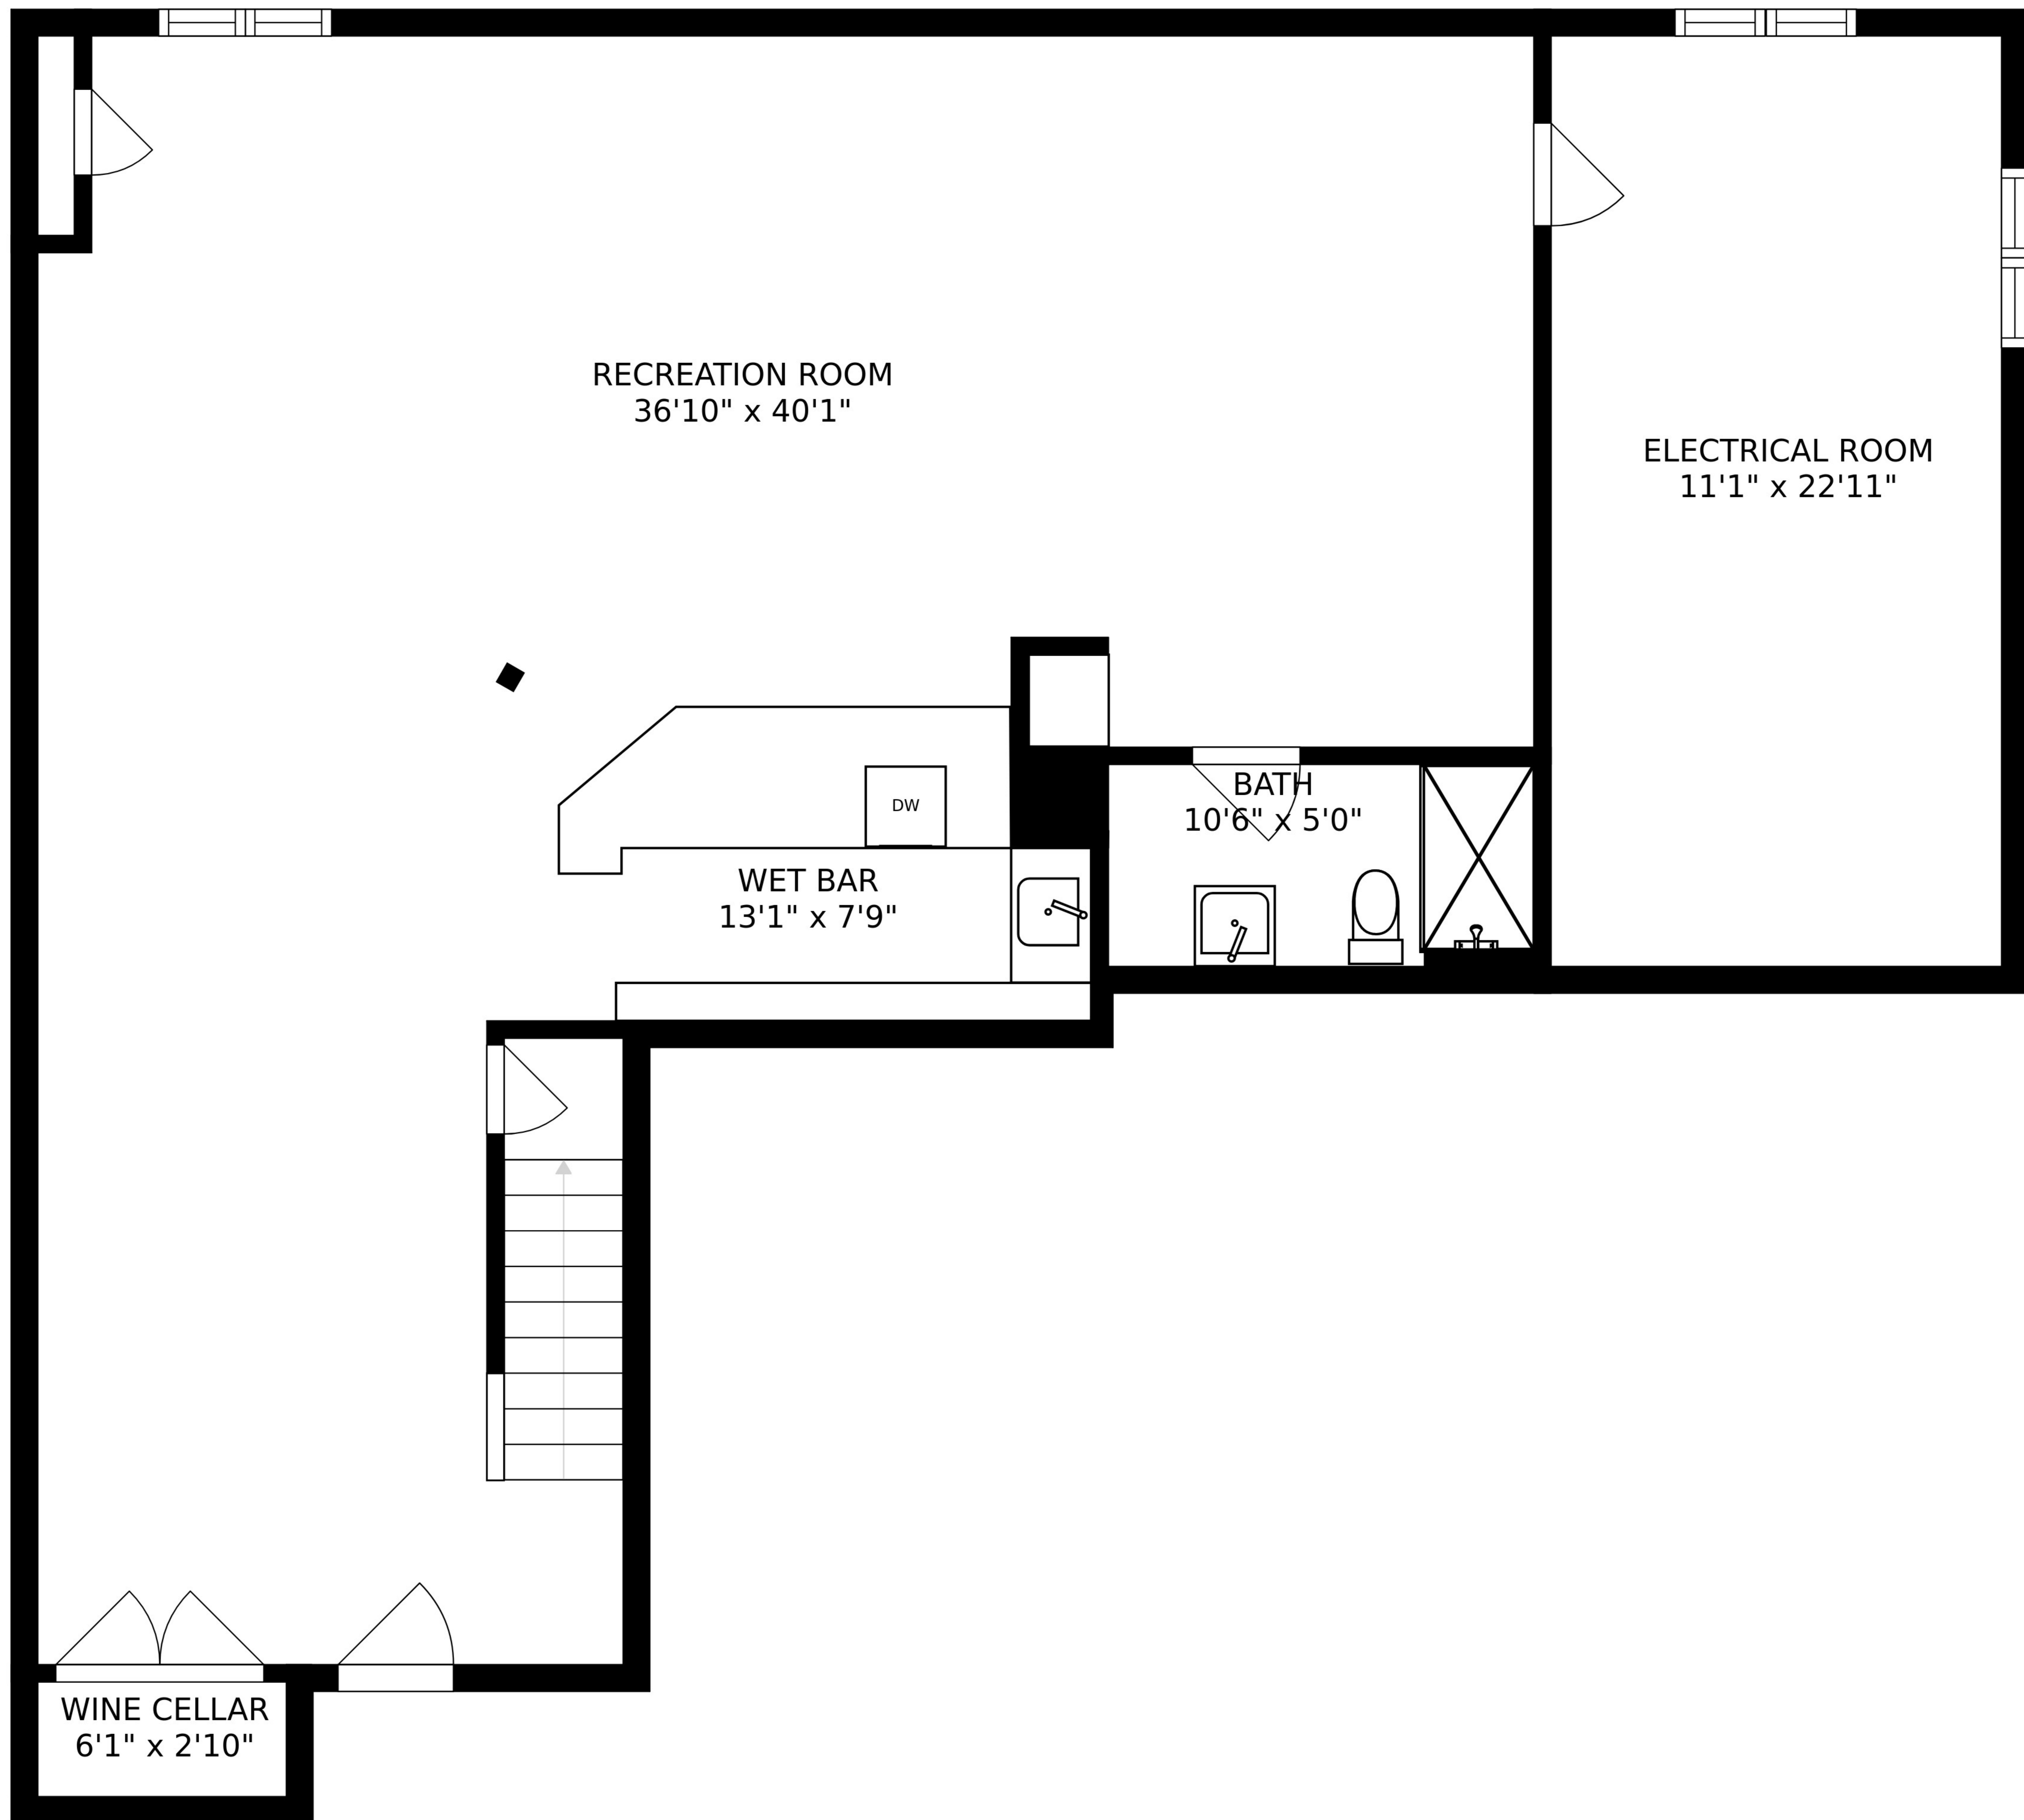 RECREATION ROOM
36'10" x 40'1"
ELECTRICAL ROOM
11'1" x 22'11"
BATH
10'6" x 5'0"
DW
WET BAR
13'1" x 7'9"
WINE CELLAR
6'1" x 2'10"